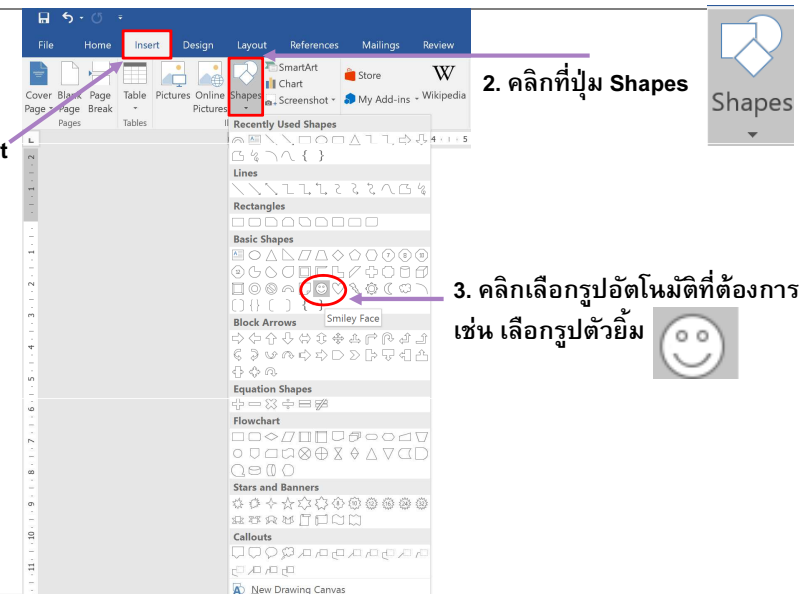 File Home Insert Design Layout References Mailings Review
Cover Page Blank Page Page Break Table Pictures Online Pictures Shapes SmartArt Chart Screenshot Store My Add-ins Wikipedia
Pages Tables
2. คลิกที่ปุ่ม Shapes
Shapes
t
Recently Used Shapes
Lines
Rectangles
Basic Shapes
Smiley Face
3. คลิกเลือกรูปอัตโนมัติที่ต้องการ
เช่น เลือกรูปตัวยิ้ม
Block Arrows
Equation Shapes
Flowchart
Stars and Banners
Callouts
New Drawing Canvas